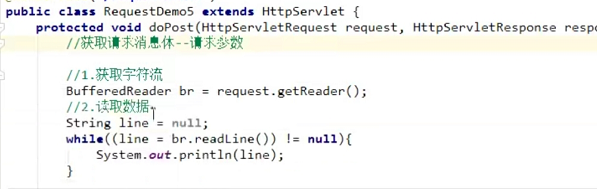 public class RequestDemo5 extends HttpServlet {
protected void doPost(HttpServletRequest request, HttpServletResponse respo
//获取请求消息体--请求参数
//1.获取字符流
BufferedReader br = request.getReader();
//2.读取数据
String line = null;
while((line = br.readLine()) != null){
System.out.println(line);
}